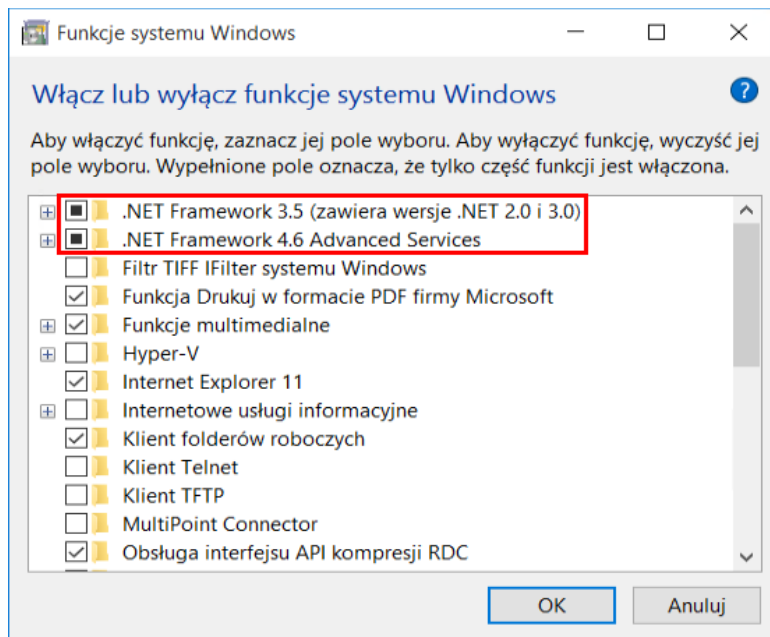 Funkcje systemu Windows
Włącz lub wyłącz funkcje systemu Windows
?
Aby włączyć funkcję, zaznacz jej pole wyboru. Aby wyłączyć funkcję, wyczyść jej
pole wyboru. Wypełnione pole oznacza, że tylko część funkcji jest włączona.
.NET Framework 3.5 (zawiera wersje .NET 2.0 i 3.0)
.NET Framework 4.6 Advanced Services
Filtr TIFF IFilter systemu Windows
Funkcja Drukuj w formacie PDF firmy Microsoft
Funkcje multimedialne
Hyper-V
Internet Explorer 11
Internetowe usługi informacyjne
Klient folderów roboczych
Klient Telnet
Klient TFTP
MultiPoint Connector
Obsługa interfejsu API kompresji RDC
OK
Anuluj